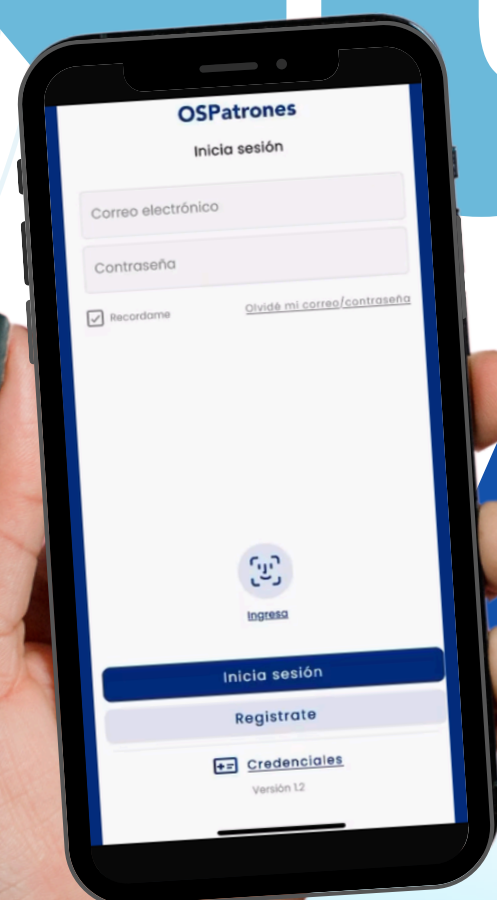 OSPatrones
Inicia sesión
Correo electrónico
Contraseña
Recordame
Olvidé mi correo/contraseña
Ingresa
Inicia sesión
Registrate
Credenciales
Versión 1.2